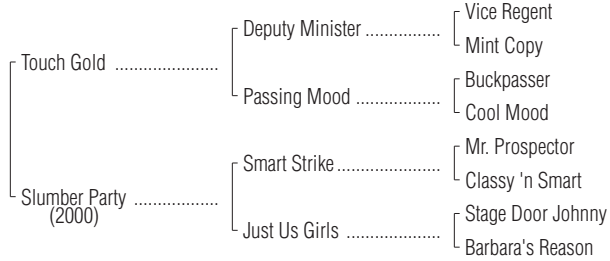 Vice Regent
Deputy Minister ..................
Mint Copy
Touch Gold .....................
Buckpasser
Passing Mood .................
Cool Mood
Mr. Prospector
Smart Strike .....................
Classy 'n Smart
Slumber Party .................
(2000)
Stage Door Johnny
Just Us Girls ...................
Barbara's Reason